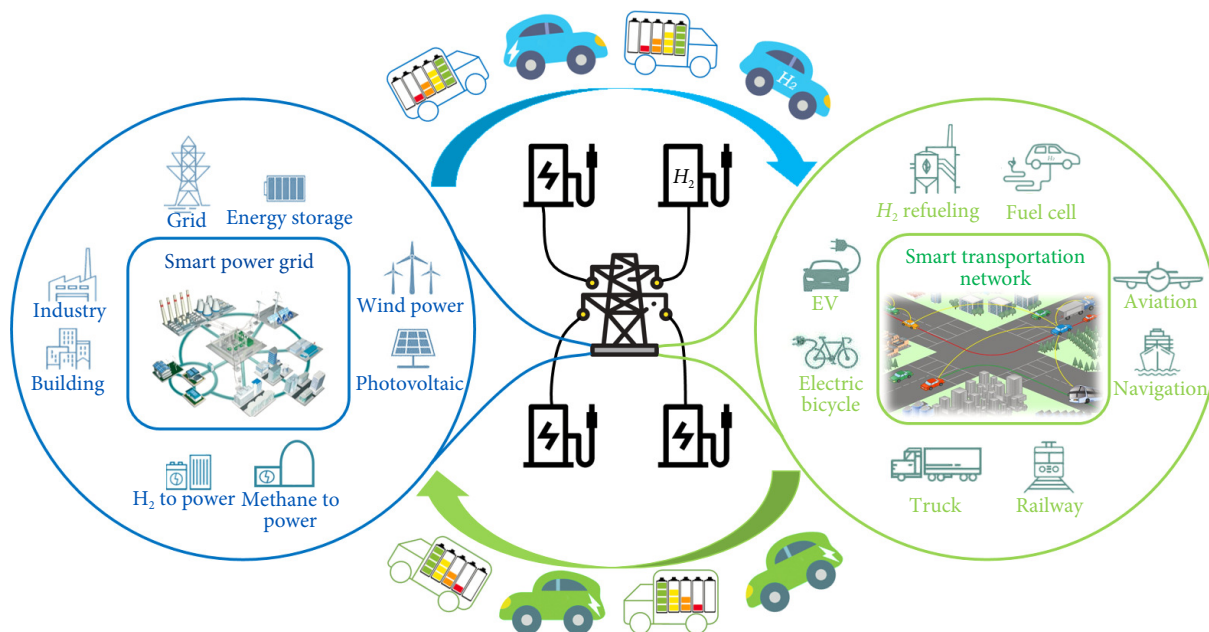 H₂
H₂
Grid
Energy storage
Smart power grid
Industry
Wind power
Building
Photovoltaic
H₂ to power
Methane to
power
H₂
H₂ refueling
Fuel cell
Smart transportation
network
EV
Aviation
Electric
bicycle
Navigation
Truck
Railway